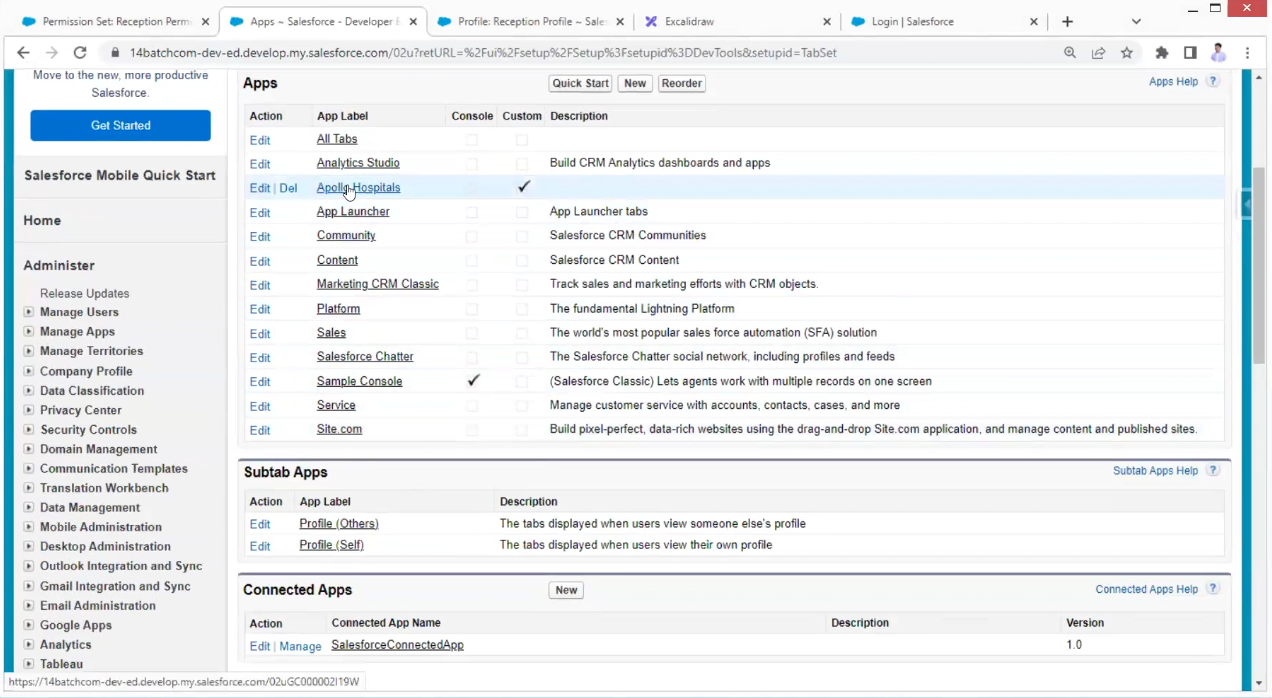 Permission Set: Reception Permi
Apps ~ Salesforce - Developer E
Profile: Reception Profile ~ Sales
Excalidraw
Login | Salesforce
14batchcom-dev-ed.develop.my.salesforce.com/02u?retURL=%2Fui%2Fsetup%2FSetup%3Fsetupid%3DDevTools&setupid=TabSet
Move to the new, more productive
Salesforce.
Get Started
Salesforce Mobile Quick Start
Home
Administer
Release Updates
Manage Users
Manage Apps
Manage Territories
Company Profile
Data Classification
Privacy Center
Security Controls
Domain Management
Communication Templates
Translation Workbench
Data Management
Mobile Administration
Desktop Administration
Outlook Integration and Sync
Gmail Integration and Sync
Email Administration
Google Apps
Analytics
Tableau
Apps Quick Start New Reorder Apps Help ?
Action App Label Console Custom Description
Edit All Tabs
Edit Analytics Studio Build CRM Analytics dashboards and apps
Edit | Del Apollo Hospitals
Edit App Launcher App Launcher tabs
Edit Community Salesforce CRM Communities
Edit Content Salesforce CRM Content
Edit Marketing CRM Classic Track sales and marketing efforts with CRM objects.
Edit Platform The fundamental Lightning Platform
Edit Sales The world's most popular sales force automation (SFA) solution
Edit Salesforce Chatter The Salesforce Chatter social network, including profiles and feeds
Edit Sample Console (Salesforce Classic) Lets agents work with multiple records on one screen
Edit Service Manage customer service with accounts, contacts, cases, and more
Edit Site.com Build pixel-perfect, data-rich websites using the drag-and-drop Site.com application, and manage content and published sites.
Subtab Apps Subtab Apps Help ?
Action App Label Description
Edit Profile (Others) The tabs displayed when users view someone else's profile
Edit Profile (Self) The tabs displayed when users view their own profile
Connected Apps New Connected Apps Help ?
Action Connected App Name Description Version
Edit | Manage SalesforceConnectedApp 1.0
https://14batchcom-dev-ed.develop.my.salesforce.com/02uGC000002I19W